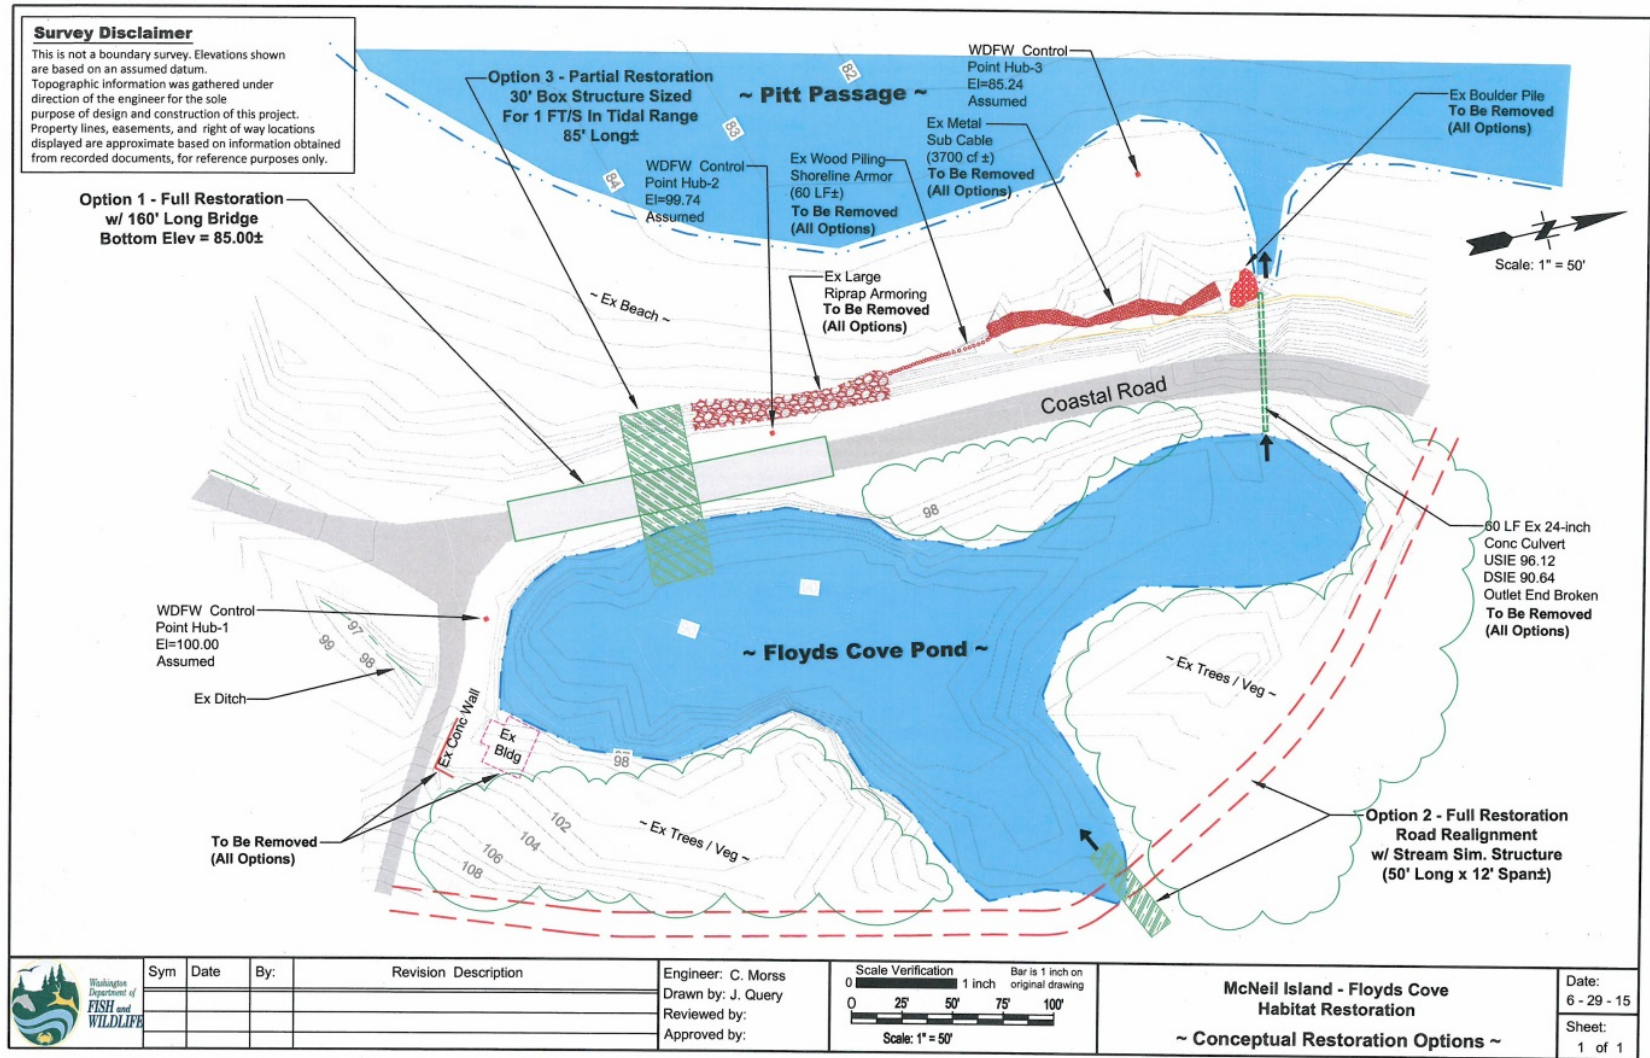 Survey Disclaimer
This is not a boundary survey. Elevations shown
are based on an assumed datum.
Topographic information was gathered under
direction of the engineer for the sole
purpose of design and construction of this project.
Property lines, easements, and right of way locations
displayed are approximate based on information obtained
from recorded documents, for reference purposes only.
Option 3 - Partial Restoration
30' Box Structure Sized
For 1 FT/S In Tidal Range
85' Long±
~ Pitt Passage ~
82
83
84
WDFW Control
Point Hub-3
El=85.24
Assumed
Ex Boulder Pile
To Be Removed
(All Options)
Ex Metal
Sub Cable
(3700 cf ±)
To Be Removed
(All Options)
Ex Wood Piling
Shoreline Armor
(60 LF±)
To Be Removed
(All Options)
WDFW Control
Point Hub-2
El=99.74
Assumed
Option 1 - Full Restoration
w/ 160' Long Bridge
Bottom Elev = 85.00±
N
Scale: 1" = 50'
~ Ex Beach ~
Ex Large
Riprap Armoring
To Be Removed
(All Options)
Coastal Road
98
60 LF Ex 24-inch
Conc Culvert
USIE 96.12
DSIE 90.64
Outlet End Broken
To Be Removed
(All Options)
WDFW Control
Point Hub-1
El=100.00
Assumed
97
98
99
Ex Ditch
~ Floyds Cove Pond ~
~ Ex Trees / Veg ~
Ex Conc Wall
Ex
Bldg
98
To Be Removed
(All Options)
102
104
106
108
~ Ex Trees / Veg ~
Option 2 - Full Restoration
Road Realignment
w/ Stream Sim. Structure
(50' Long x 12' Span±)
Washington
Department of
FISH and
WILDLIFE
Sym Date By: Revision Description
Engineer: C. Morss
Drawn by: J. Query
Reviewed by:
Approved by:
Scale Verification
0 1 inch
Bar is 1 inch on
original drawing
0 25' 50' 75' 100'
Scale: 1" = 50'
McNeil Island - Floyds Cove
Habitat Restoration
~ Conceptual Restoration Options ~
Date:
6 - 29 - 15
Sheet:
1 of 1